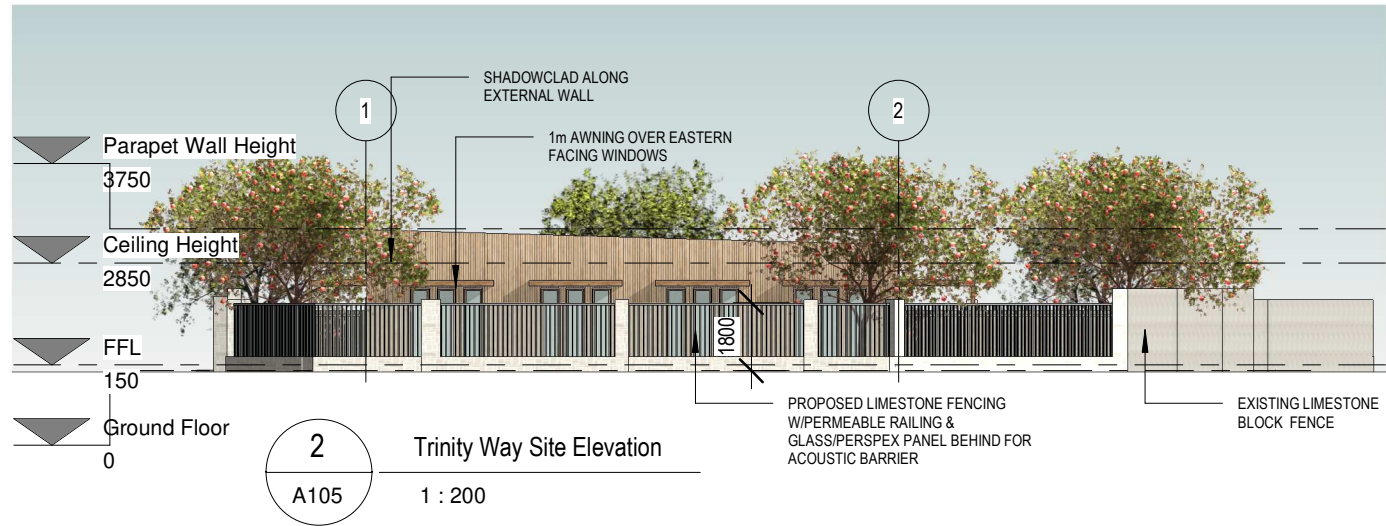 SHADOWCLAD ALONG
EXTERNAL WALL
1
2
1m AWNING OVER EASTERN
FACING WINDOWS
Parapet Wall Height
3750
Ceiling Height
2850
1800
FFL
150
Ground Floor
0
PROPOSED LIMESTONE FENCING
W/PERMEABLE RAILING &
GLASS/PERSPEX PANEL BEHIND FOR
ACOUSTIC BARRIER
EXISTING LIMESTONE
BLOCK FENCE
2
A105
Trinity Way Site Elevation
1 : 200